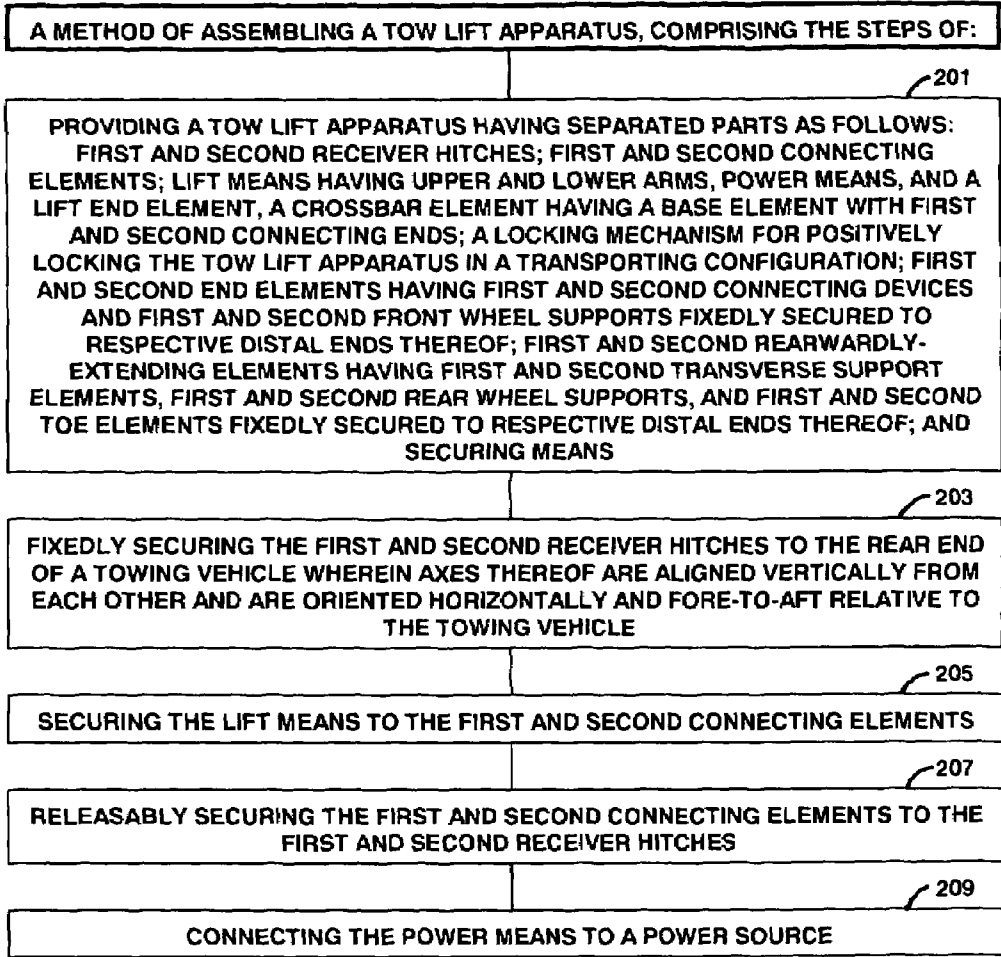 A METHOD OF ASSEMBLING A TOW LIFT APPARATUS, COMPRISING THE STEPS OF:
201
PROVIDING A TOW LIFT APPARATUS HAVING SEPARATED PARTS AS FOLLOWS:
FIRST AND SECOND RECEIVER HITCHES; FIRST AND SECOND CONNECTING
ELEMENTS; LIFT MEANS HAVING UPPER AND LOWER ARMS, POWER MEANS, AND A
LIFT END ELEMENT, A CROSSBAR ELEMENT HAVING A BASE ELEMENT WITH FIRST
AND SECOND CONNECTING ENDS; A LOCKING MECHANISM FOR POSITIVELY
LOCKING THE TOW LIFT APPARATUS IN A TRANSPORTING CONFIGURATION; FIRST
AND SECOND END ELEMENTS HAVING FIRST AND SECOND CONNECTING DEVICES
AND FIRST AND SECOND FRONT WHEEL SUPPORTS FIXEDLY SECURED TO
RESPECTIVE DISTAL ENDS THEREOF; FIRST AND SECOND REARWARDLY-
EXTENDING ELEMENTS HAVING FIRST AND SECOND TRANSVERSE SUPPORT
ELEMENTS, FIRST AND SECOND REAR WHEEL SUPPORTS, AND FIRST AND SECOND
TOE ELEMENTS FIXEDLY SECURED TO RESPECTIVE DISTAL ENDS THEREOF; AND
SECURING MEANS
203
FIXEDLY SECURING THE FIRST AND SECOND RECEIVER HITCHES TO THE REAR END
OF A TOWING VEHICLE WHEREIN AXES THEREOF ARE ALIGNED VERTICALLY FROM
EACH OTHER AND ARE ORIENTED HORIZONTALLY AND FORE-TO-AFT RELATIVE TO
THE TOWING VEHICLE
205
SECURING THE LIFT MEANS TO THE FIRST AND SECOND CONNECTING ELEMENTS
207
RELEASABLY SECURING THE FIRST AND SECOND CONNECTING ELEMENTS TO THE
FIRST AND SECOND RECEIVER HITCHES
209
CONNECTING THE POWER MEANS TO A POWER SOURCE